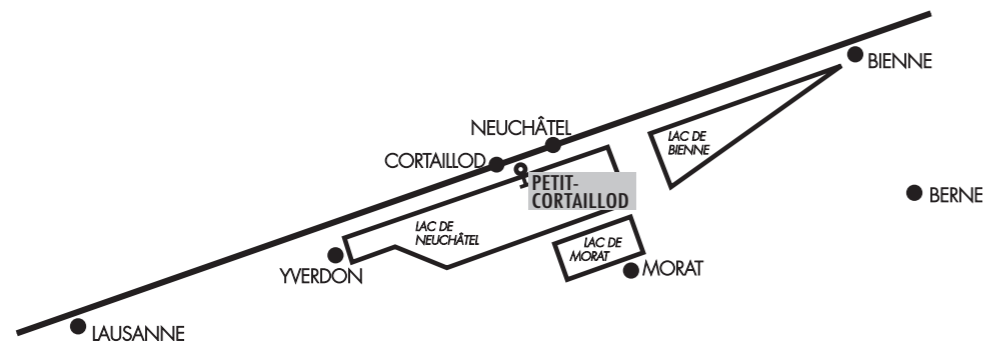 BIENNE
NEUCHÂTEL
LAC DE
BIENNE
CORTAILLOD
PETIT-
CORTAILLOD
BERNE
LAC DE
NEUCHÂTEL
LAC DE
MORAT
MORAT
YVERDON
LAUSANNE